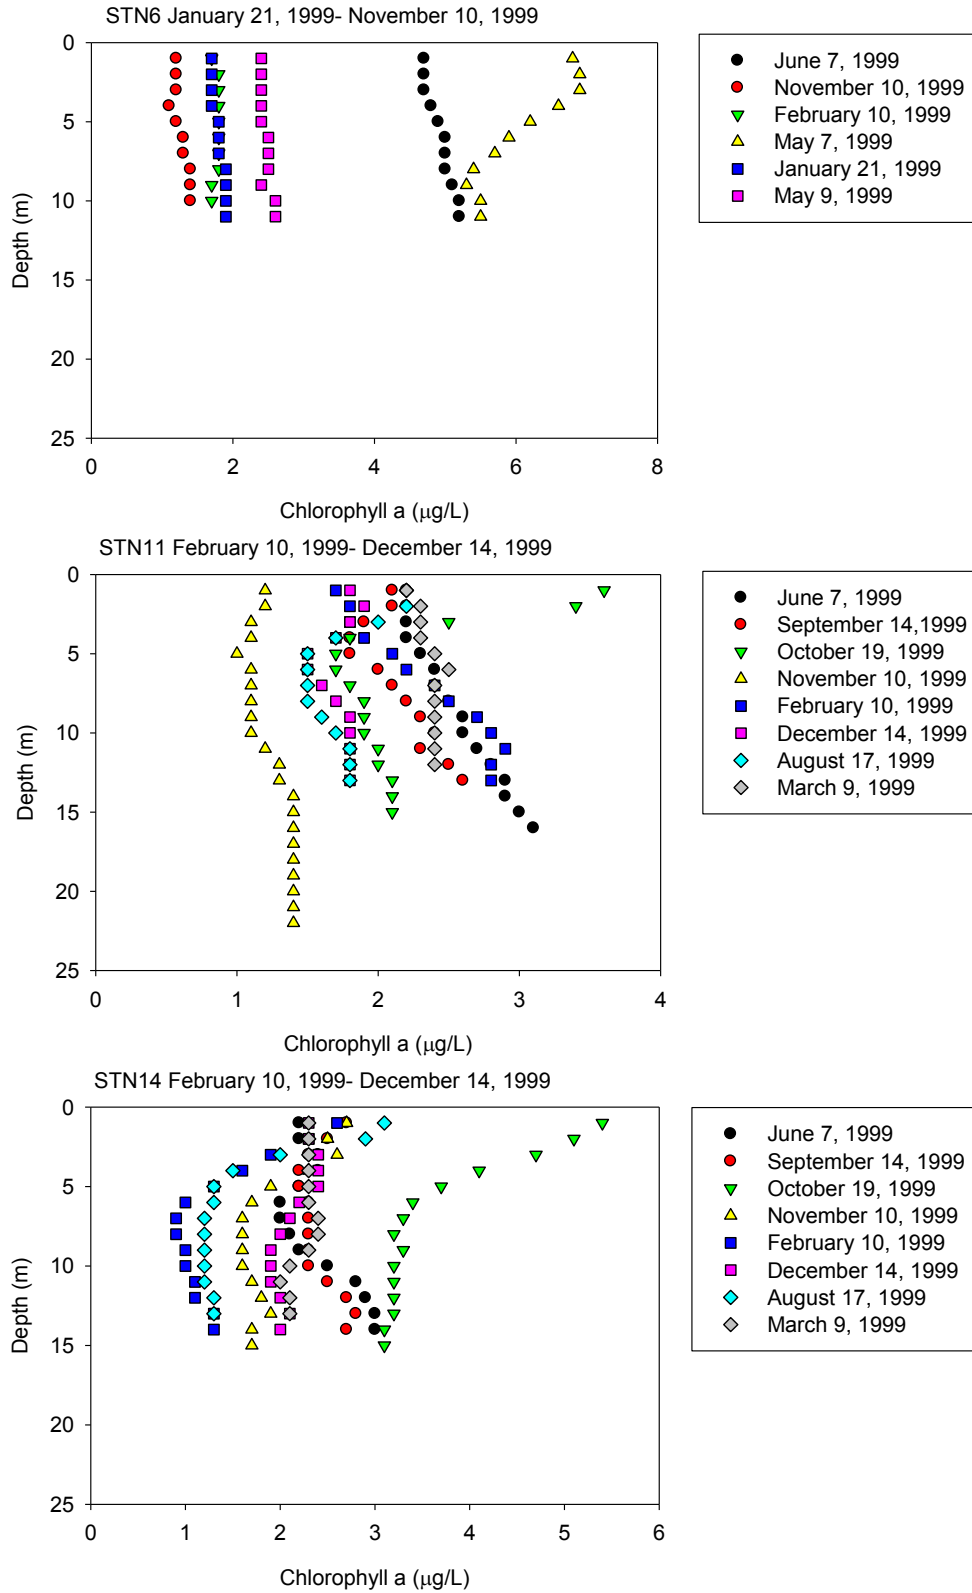 STN6 January 21, 1999- November 10, 1999
0
5
10
15
20
25
Depth (m)
0 2 4 6 8
Chlorophyll a (μg/L)
June 7, 1999
November 10, 1999
February 10, 1999
May 7, 1999
January 21, 1999
May 9, 1999
STN11 February 10, 1999- December 14, 1999
0
5
10
15
20
25
Depth (m)
0 1 2 3 4
Chlorophyll a (μg/L)
June 7, 1999
September 14,1999
October 19, 1999
November 10, 1999
February 10, 1999
December 14, 1999
August 17, 1999
March 9, 1999
STN14 February 10, 1999- December 14, 1999
0
5
10
15
20
25
Depth (m)
0 1 2 3 4 5 6
Chlorophyll a (μg/L)
June 7, 1999
September 14, 1999
October 19, 1999
November 10, 1999
February 10, 1999
December 14, 1999
August 17, 1999
March 9, 1999